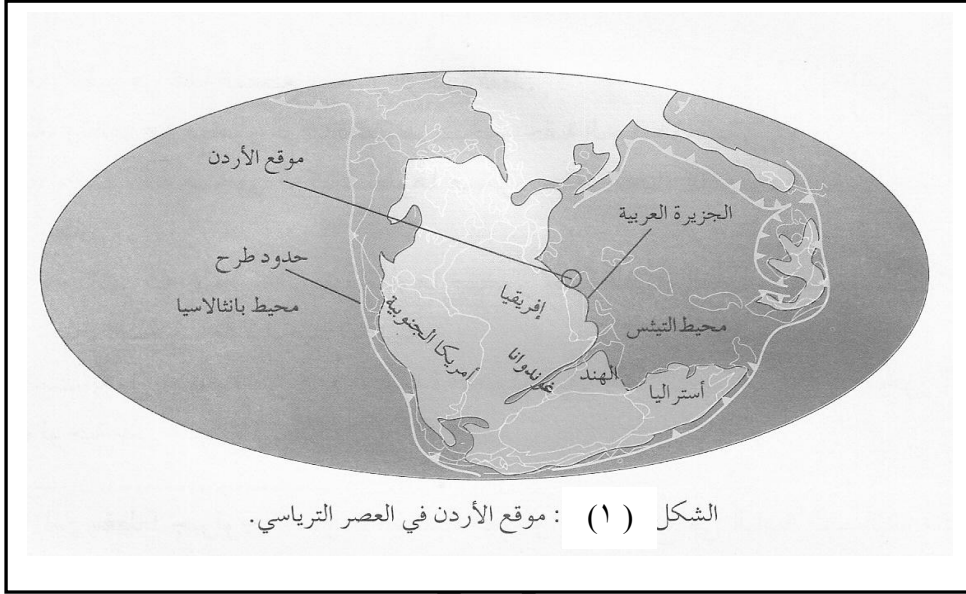 موقع الأردن
الجزيرة العربية
حدود طرح
محيط بانثالاسيا
إفريقيا
أمريكا الجنوبية
محيط التيثس
غوندوانا
الهند
أستراليا
الشكل ( ١ ) : موقع الأردن في العصر الترياسي.